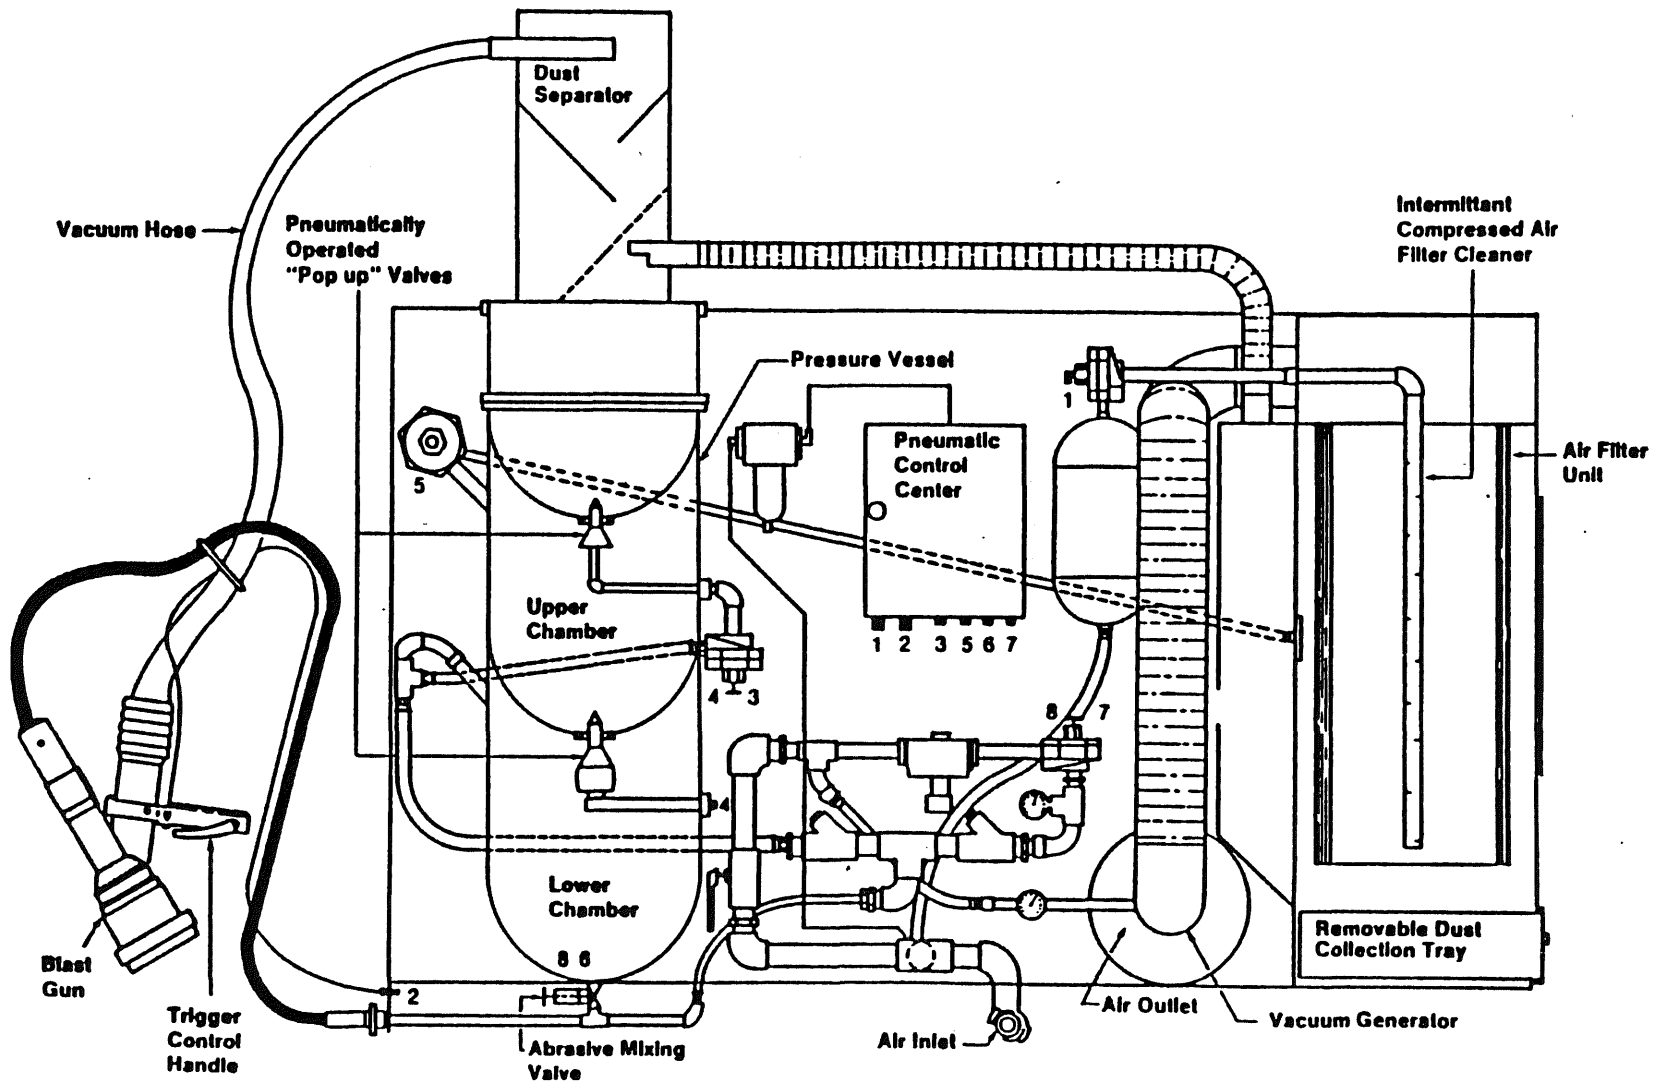 Dust
Separator
Vacuum Hose
Pneumatically
Operated
"Pop up" Valves
Intermittant
Compressed Air
Filter Cleaner
Pressure Vessel
1
Pneumatic
Control
Center
Air Filter
Unit
5
Upper
Chamber
1 2 3 5 6 7
4 3
8 7
4
Lower
Chamber
Removable Dust
Collection Tray
Blast
Gun
8 6
2
Air Outlet
Trigger
Control
Handle
Vacuum Generator
Air Inlet
Abrasive Mixing
Valve